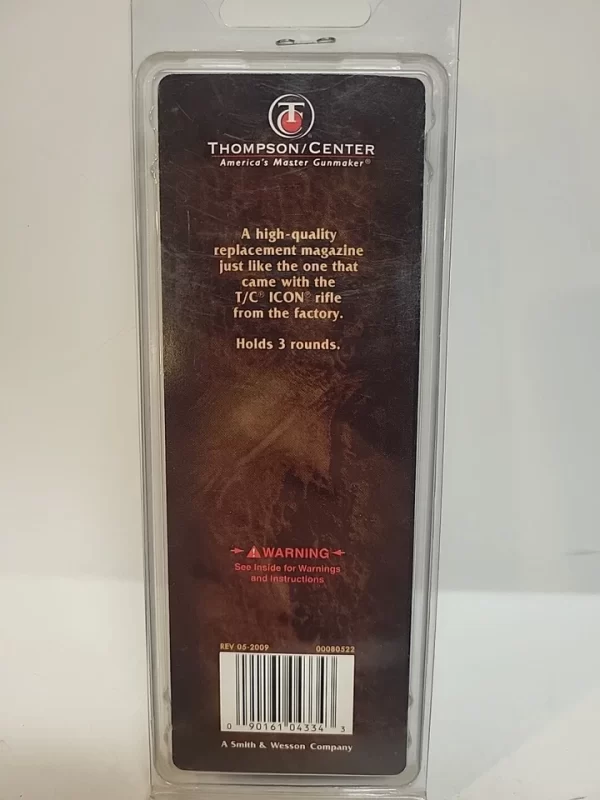 TC
THOMPSON/CENTER
America's Master Gunmaker®
A high-quality
replacement magazine
just like the one that
came with the
T/C® ICON® rifle
from the factory.
Holds 3 rounds.
WARNING
See Inside for Warnings
and Instructions
REV 05-2009 00080522
0 90161 04334 3
A Smith & Wesson Company